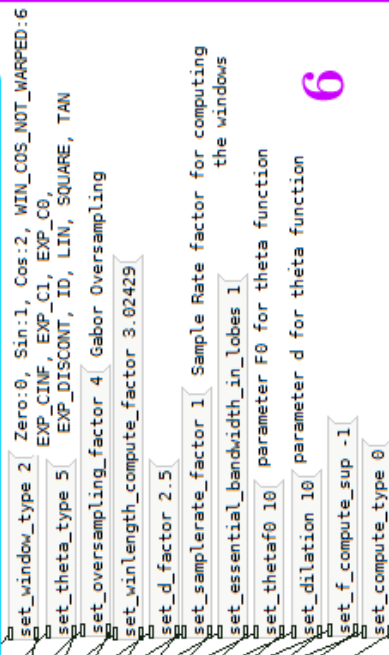 set_window_type 2 Zero:0, Sin:1, Cos:2, WIN_COS_NOT_WARPED:6
EXP_CINF, EXP_C1, EXP_C0,
set_theta_type 5 EXP_DISCONT, ID, LIN, SQUARE, TAN
set_oversampling_factor 4 Gabor Oversampling
set_winlength_compute_factor 3.02429
set_d_factor 2.5
set_samplerate_factor 1 Sample Rate factor for computing
the windows
set_essential_bandwidth_in_lobes 1
set_thetaf0 10 parameter F0 for theta function
set_dilation 10 parameter d for theta function
set_f_compute_sup -1
set_compute_type 0
6